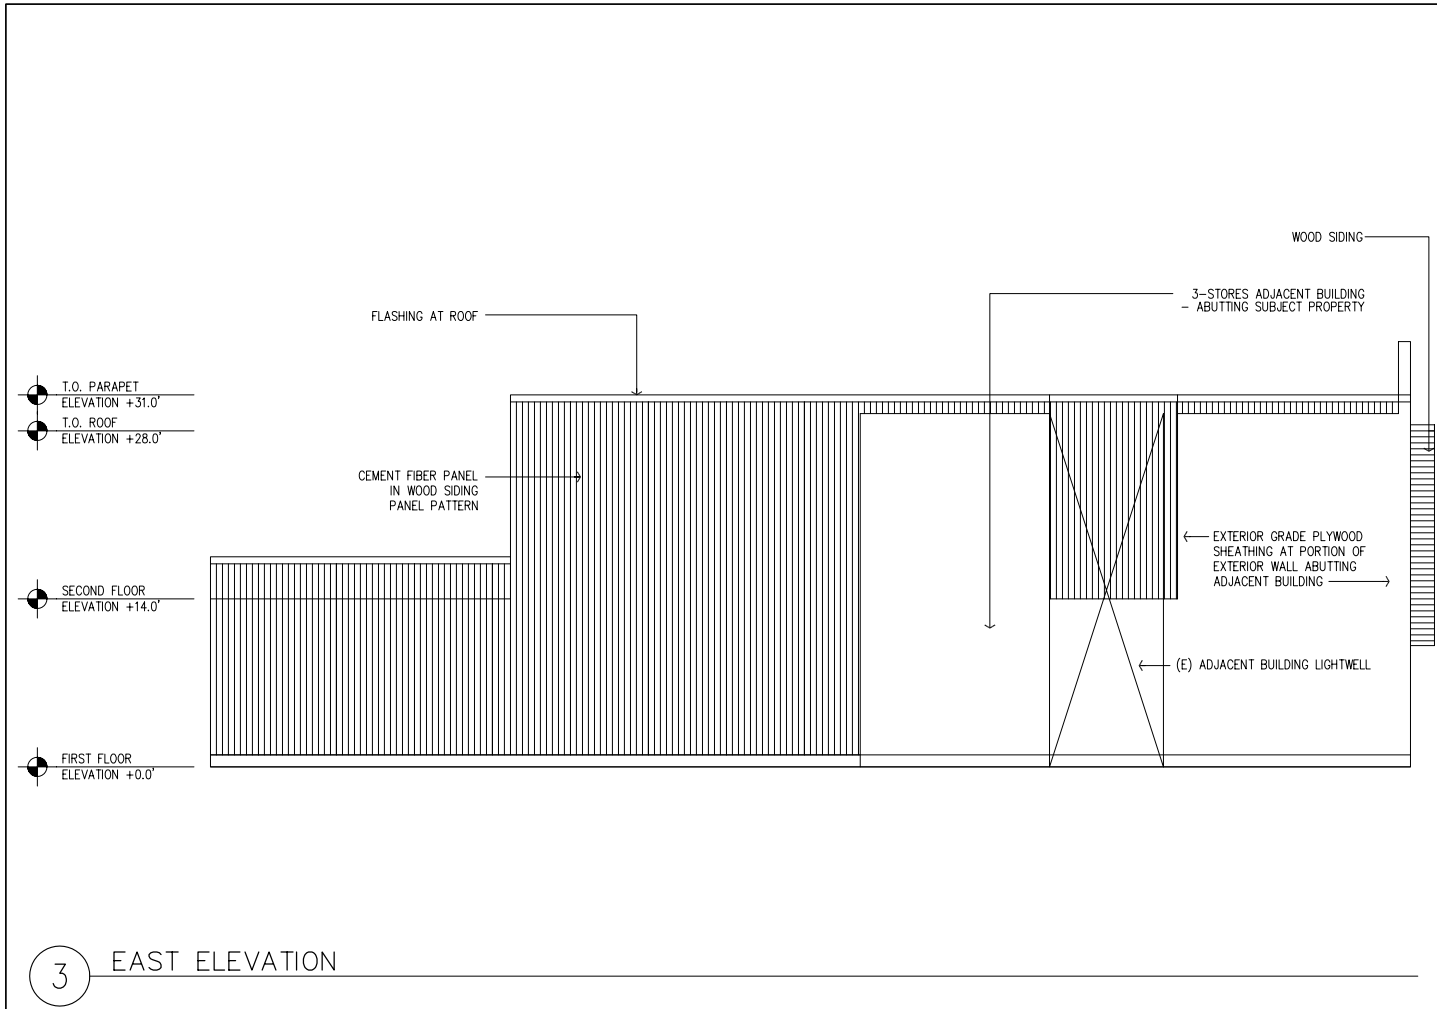 WOOD SIDING
3-STORES ADJACENT BUILDING
- ABUTTING SUBJECT PROPERTY
FLASHING AT ROOF
T.O. PARAPET
ELEVATION +31.0'
T.O. ROOF
ELEVATION +28.0'
CEMENT FIBER PANEL
IN WOOD SIDING
PANEL PATTERN
EXTERIOR GRADE PLYWOOD
SHEATHING AT PORTION OF
EXTERIOR WALL ABUTTING
ADJACENT BUILDING
SECOND FLOOR
ELEVATION +14.0'
(E) ADJACENT BUILDING LIGHTWELL
FIRST FLOOR
ELEVATION +0.0'
3
EAST ELEVATION